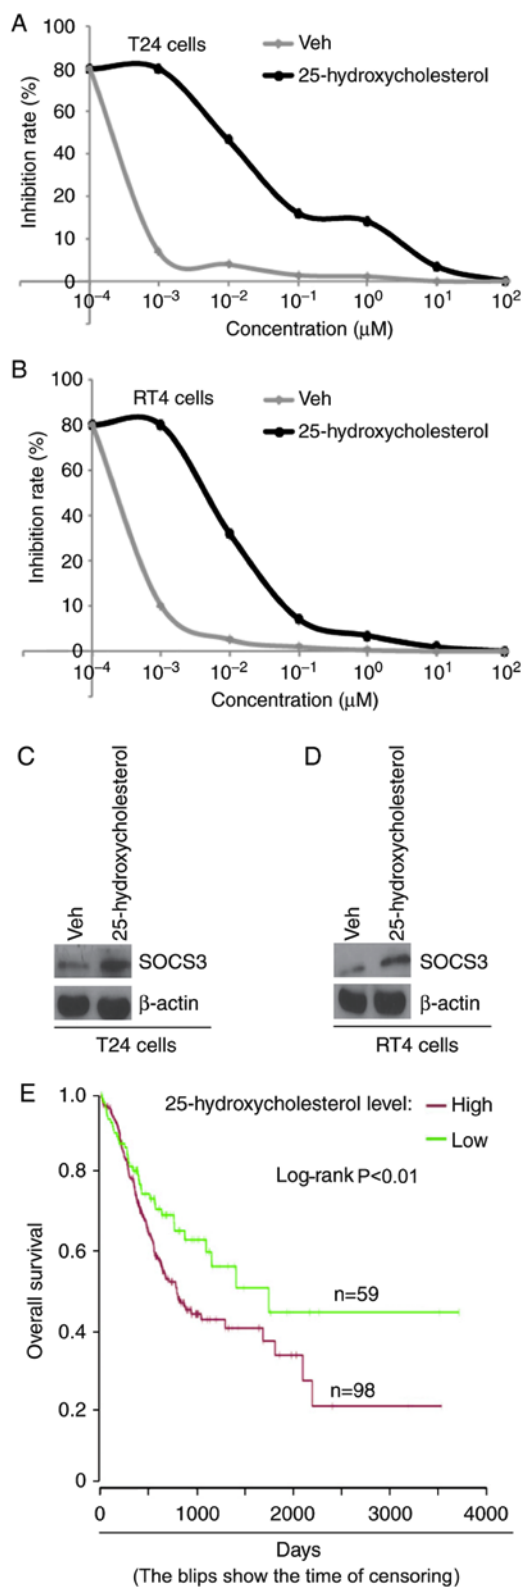 A
T24 cells
Veh
25-hydroxycholesterol
Inhibition rate (%)
100
80
60
40
20
10
0
10⁻⁴ 10⁻³ 10⁻² 10⁻¹ 10⁰ 10¹ 10²
Concentration (μM)
B
RT4 cells
Veh
25-hydroxycholesterol
Inhibition rate (%)
100
80
60
40
20
10
0
10⁻⁴ 10⁻³ 10⁻² 10⁻¹ 10⁰ 10¹ 10²
Concentration (μM)
C
Veh
25-hydroxycholesterol
SOCS3
β-actin
T24 cells
D
Veh
25-hydroxycholesterol
SOCS3
β-actin
RT4 cells
E
25-hydroxycholesterol level:
High
Low
Log-rank P<0.01
n=59
n=98
Overall survival
1.0
0.8
0.6
0.4
0.2
0
0 1000 2000 3000 4000
Days
(The blips show the time of censoring)